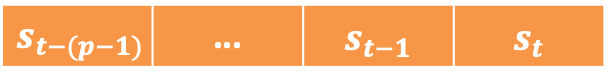 s_{t-(p-1)} ... s_{t-1} s_t